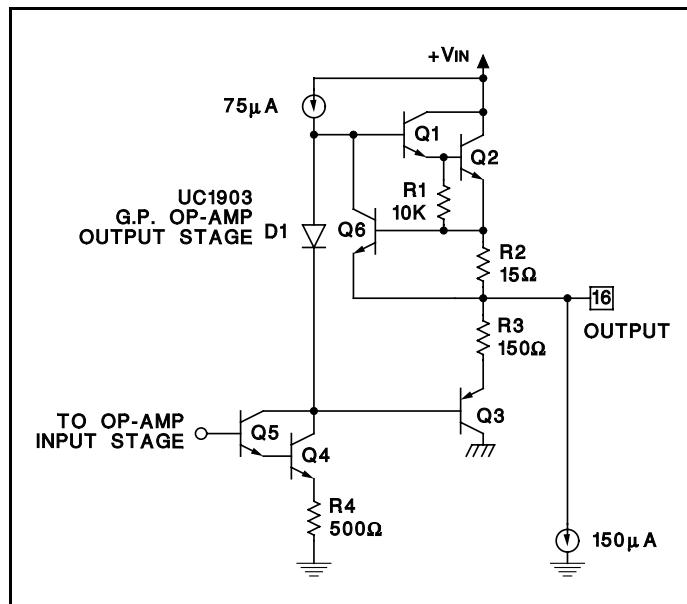 +VIN
75μA
Q1
Q2
R1
10K
UC1903
G.P. OP-AMP
OUTPUT STAGE
D1
Q6
R2
15Ω
16
OUTPUT
R3
150Ω
TO OP-AMP
INPUT STAGE
Q5
Q4
Q3
R4
500Ω
150μA